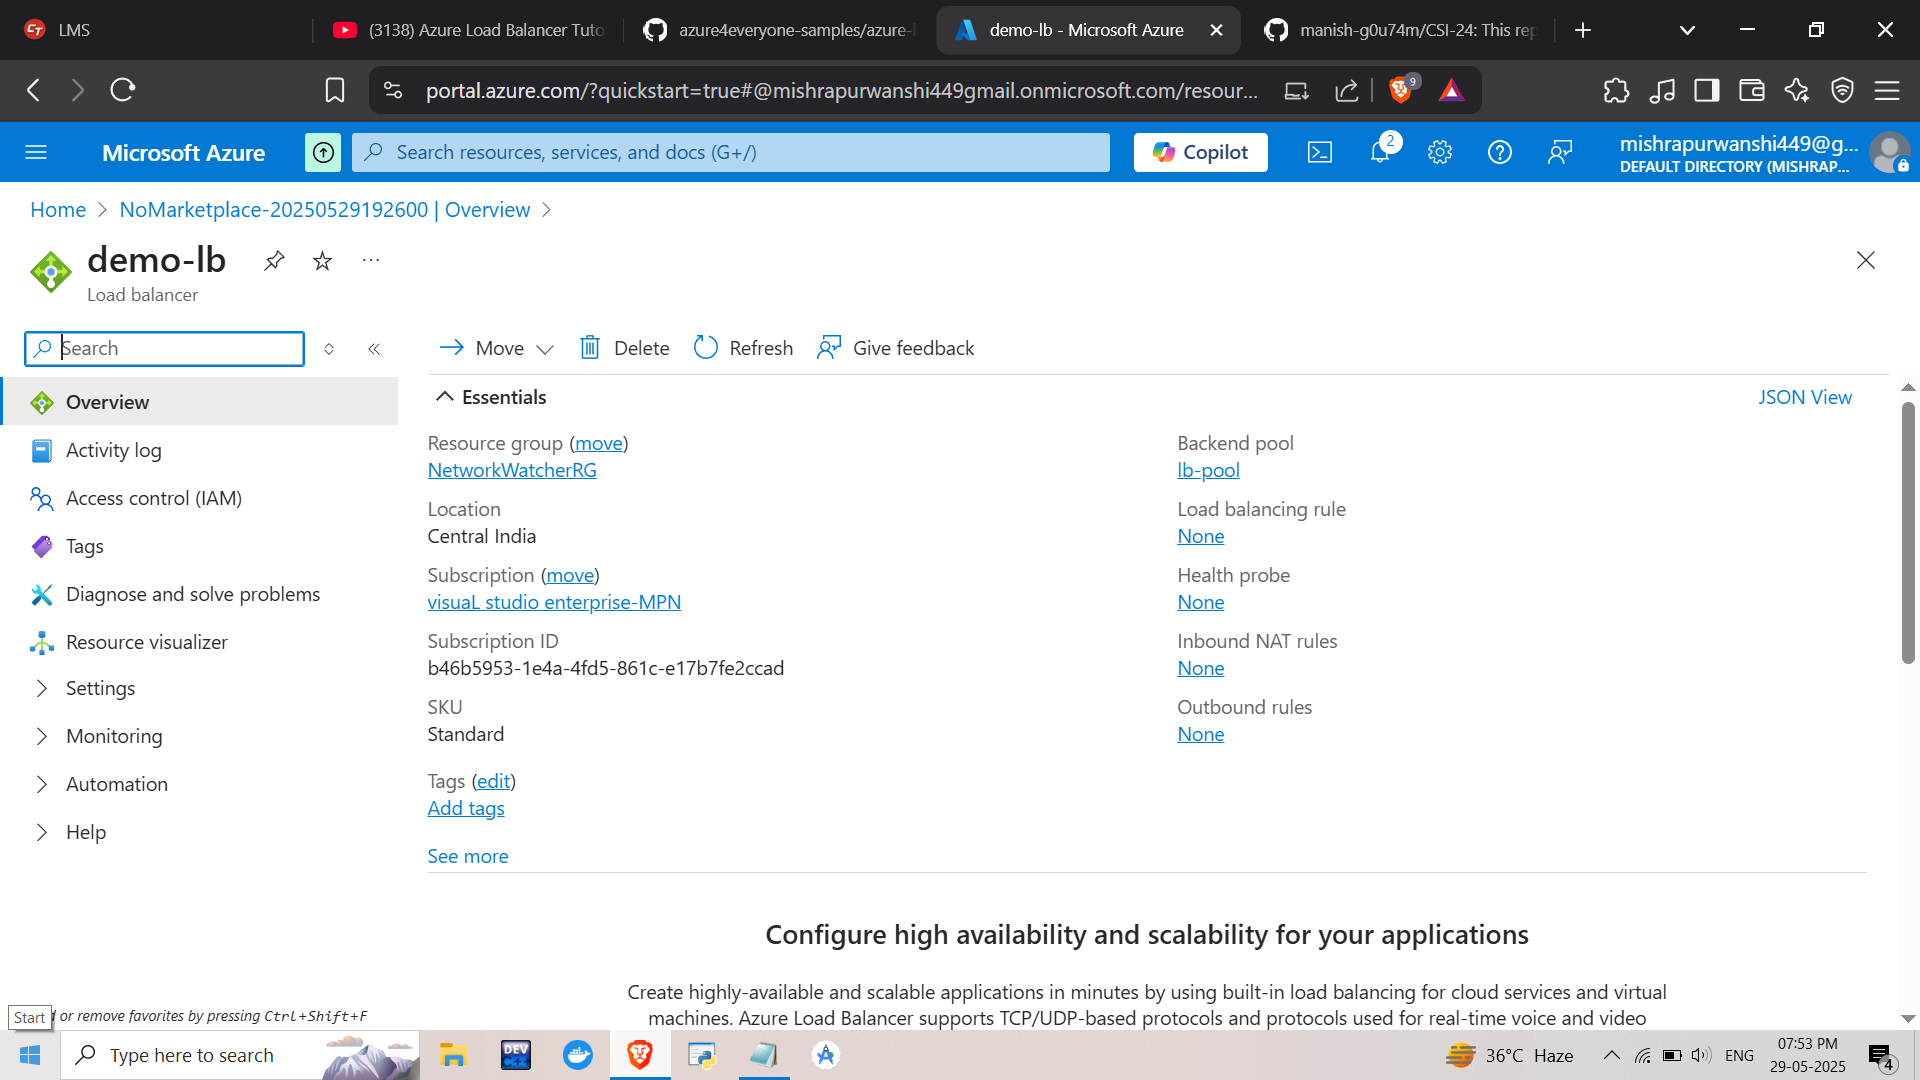 LMS
(3138) Azure Load Balancer Tuto
azure4everyone-samples/azure-l
demo-lb - Microsoft Azure
manish-g0u74m/CSI-24: This rep
portal.azure.com/?quickstart=true#@mishrapurwanshi449gmail.onmicrosoft.com/resour...
9
Microsoft Azure
Search resources, services, and docs (G+/)
Copilot
2
mishrapurwanshi449@g...
DEFAULT DIRECTORY (MISHRAP...
Home
NoMarketplace-20250529192600 | Overview
demo-lb
Load balancer
Search
Move
Delete
Refresh
Give feedback
Overview
Activity log
Access control (IAM)
Tags
Diagnose and solve problems
Resource visualizer
Settings
Monitoring
Automation
Help
Essentials
JSON View
Resource group (move)
NetworkWatcherRG
Location
Central India
Subscription (move)
visuaL studio enterprise-MPN
Subscription ID
b46b5953-1e4a-4fd5-861c-e17b7fe2ccad
SKU
Standard
Tags (edit)
Add tags
See more
Backend pool
lb-pool
Load balancing rule
None
Health probe
None
Inbound NAT rules
None
Outbound rules
None
Configure high availability and scalability for your applications
Create highly-available and scalable applications in minutes by using built-in load balancing for cloud services and virtual
machines. Azure Load Balancer supports TCP/UDP-based protocols and protocols used for real-time voice and video
Start
d or remove favorites by pressing Ctrl+Shift+F
Type here to search
DEV
C++
36°C Haze
ENG
07:53 PM
29-05-2025
4